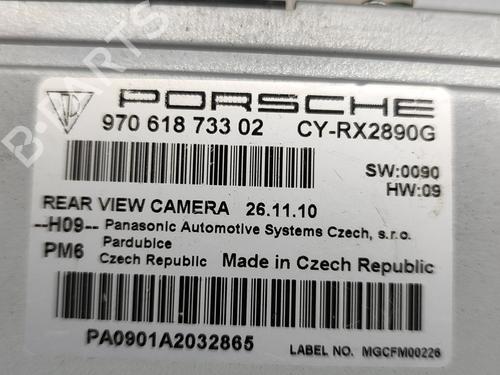 PORSCHE
970 618 733 02 CY-RX2890G
SW:0090
HW:09
REAR VIEW CAMERA 26.11.10
--H09-- Panasonic Automotive Systems Czech, s.r.o.
Pardubice
PM6 Czech Republic Made in Czech Republic
PA0901A2032865
LABEL NO. MGCFM00226
B-PARTS